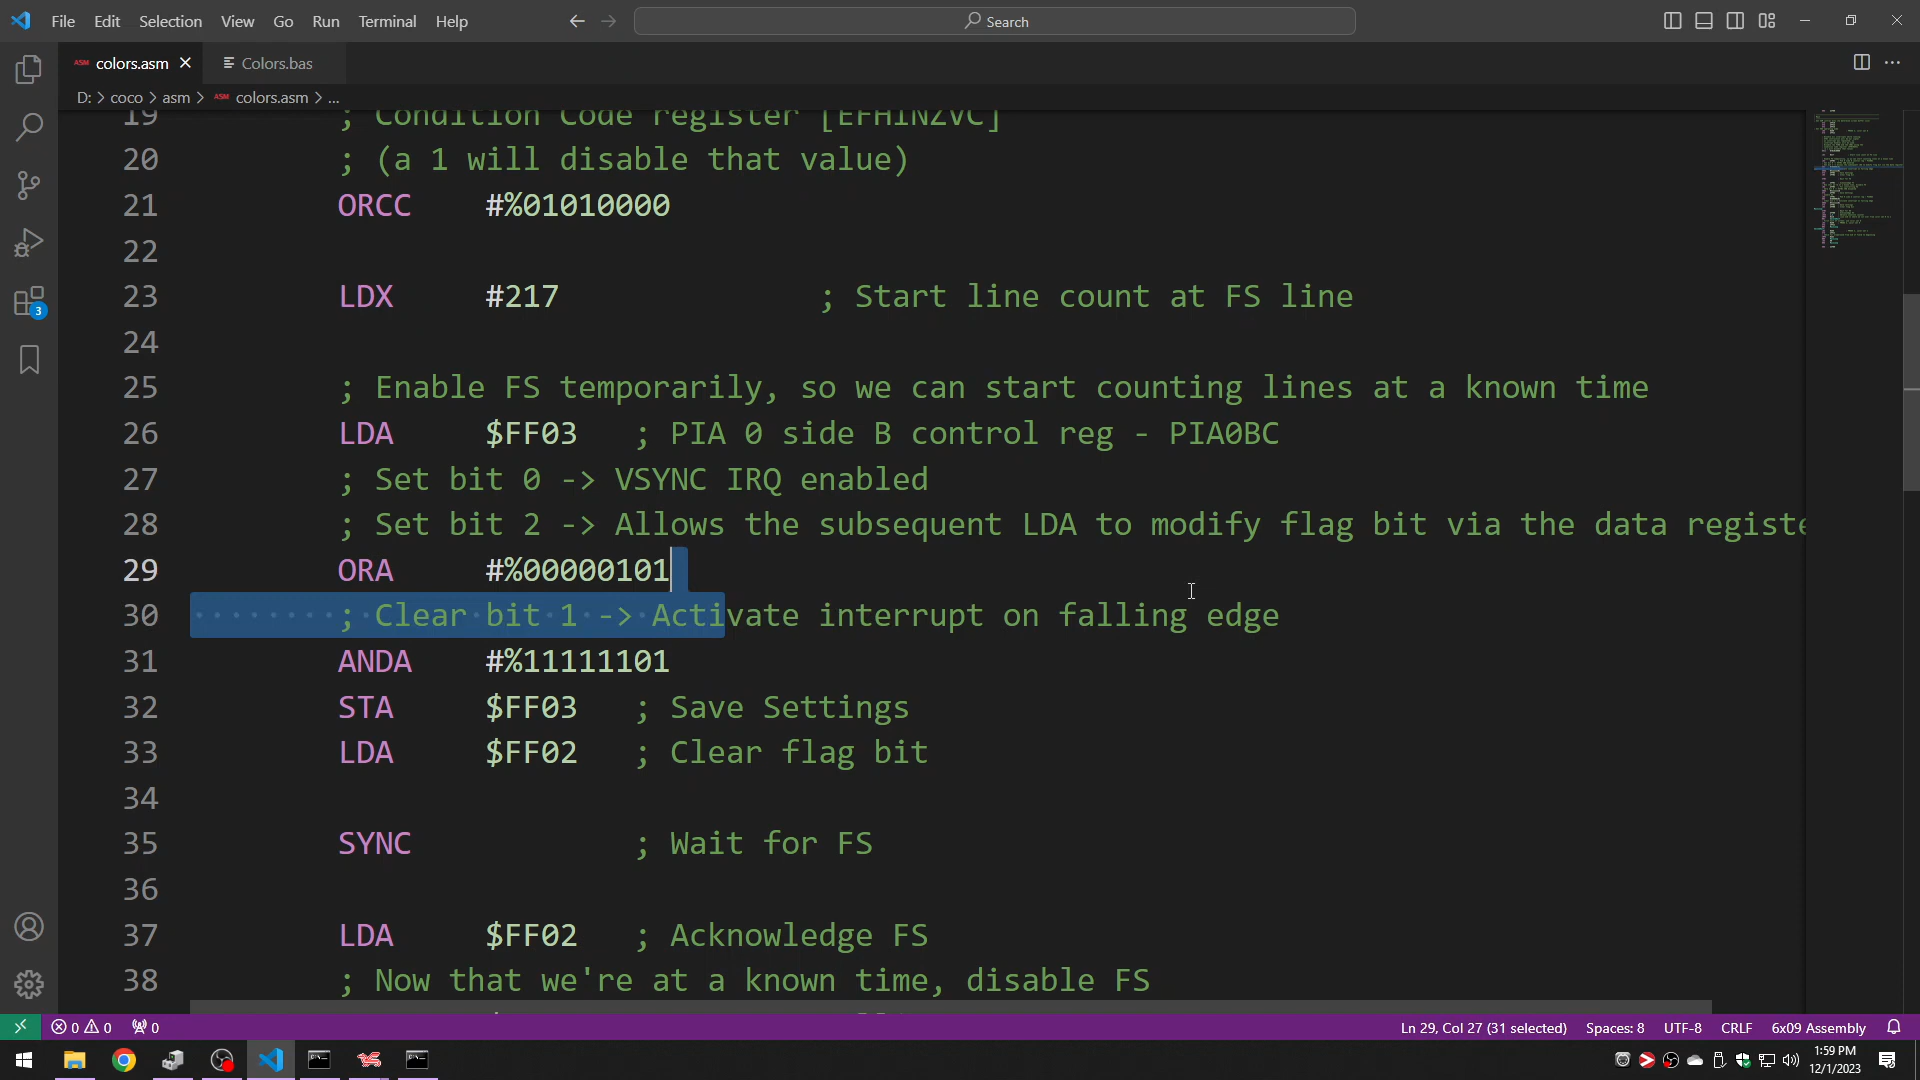 File Edit Selection View Go Run Terminal Help Search
ASM colors.asm Colors.bas
D: > coco > asm > ASM colors.asm > ...
19 ; Condition Code register [EFHINZVC]
20 ; (a 1 will disable that value)
21 ORCC #%01010000
22
23 LDX #217 ; Start line count at FS line
24
25 ; Enable FS temporarily, so we can start counting lines at a known time
26 LDA $FF03 ; PIA 0 side B control reg - PIA0BC
27 ; Set bit 0 -> VSYNC IRQ enabled
28 ; Set bit 2 -> Allows the subsequent LDA to modify flag bit via the data registe
29 ORA #%00000101
30 ; Clear bit 1 -> Activate interrupt on falling edge
31 ANDA #%11111101
32 STA $FF03 ; Save Settings
33 LDA $FF02 ; Clear flag bit
34
35 SYNC ; Wait for FS
36
37 LDA $FF02 ; Acknowledge FS
38 ; Now that we're at a known time, disable FS
3
0 0 0 Ln 29, Col 27 (31 selected) Spaces: 8 UTF-8 CRLF 6x09 Assembly
1:59 PM
12/1/2023